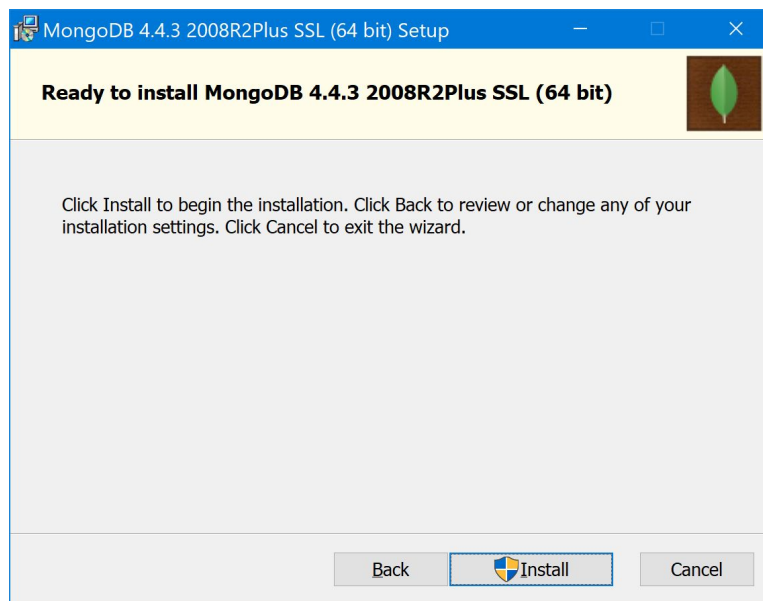 MongoDB 4.4.3 2008R2Plus SSL (64 bit) Setup
Ready to install MongoDB 4.4.3 2008R2Plus SSL (64 bit)
Click Install to begin the installation. Click Back to review or change any of your
installation settings. Click Cancel to exit the wizard.
Back Install Cancel